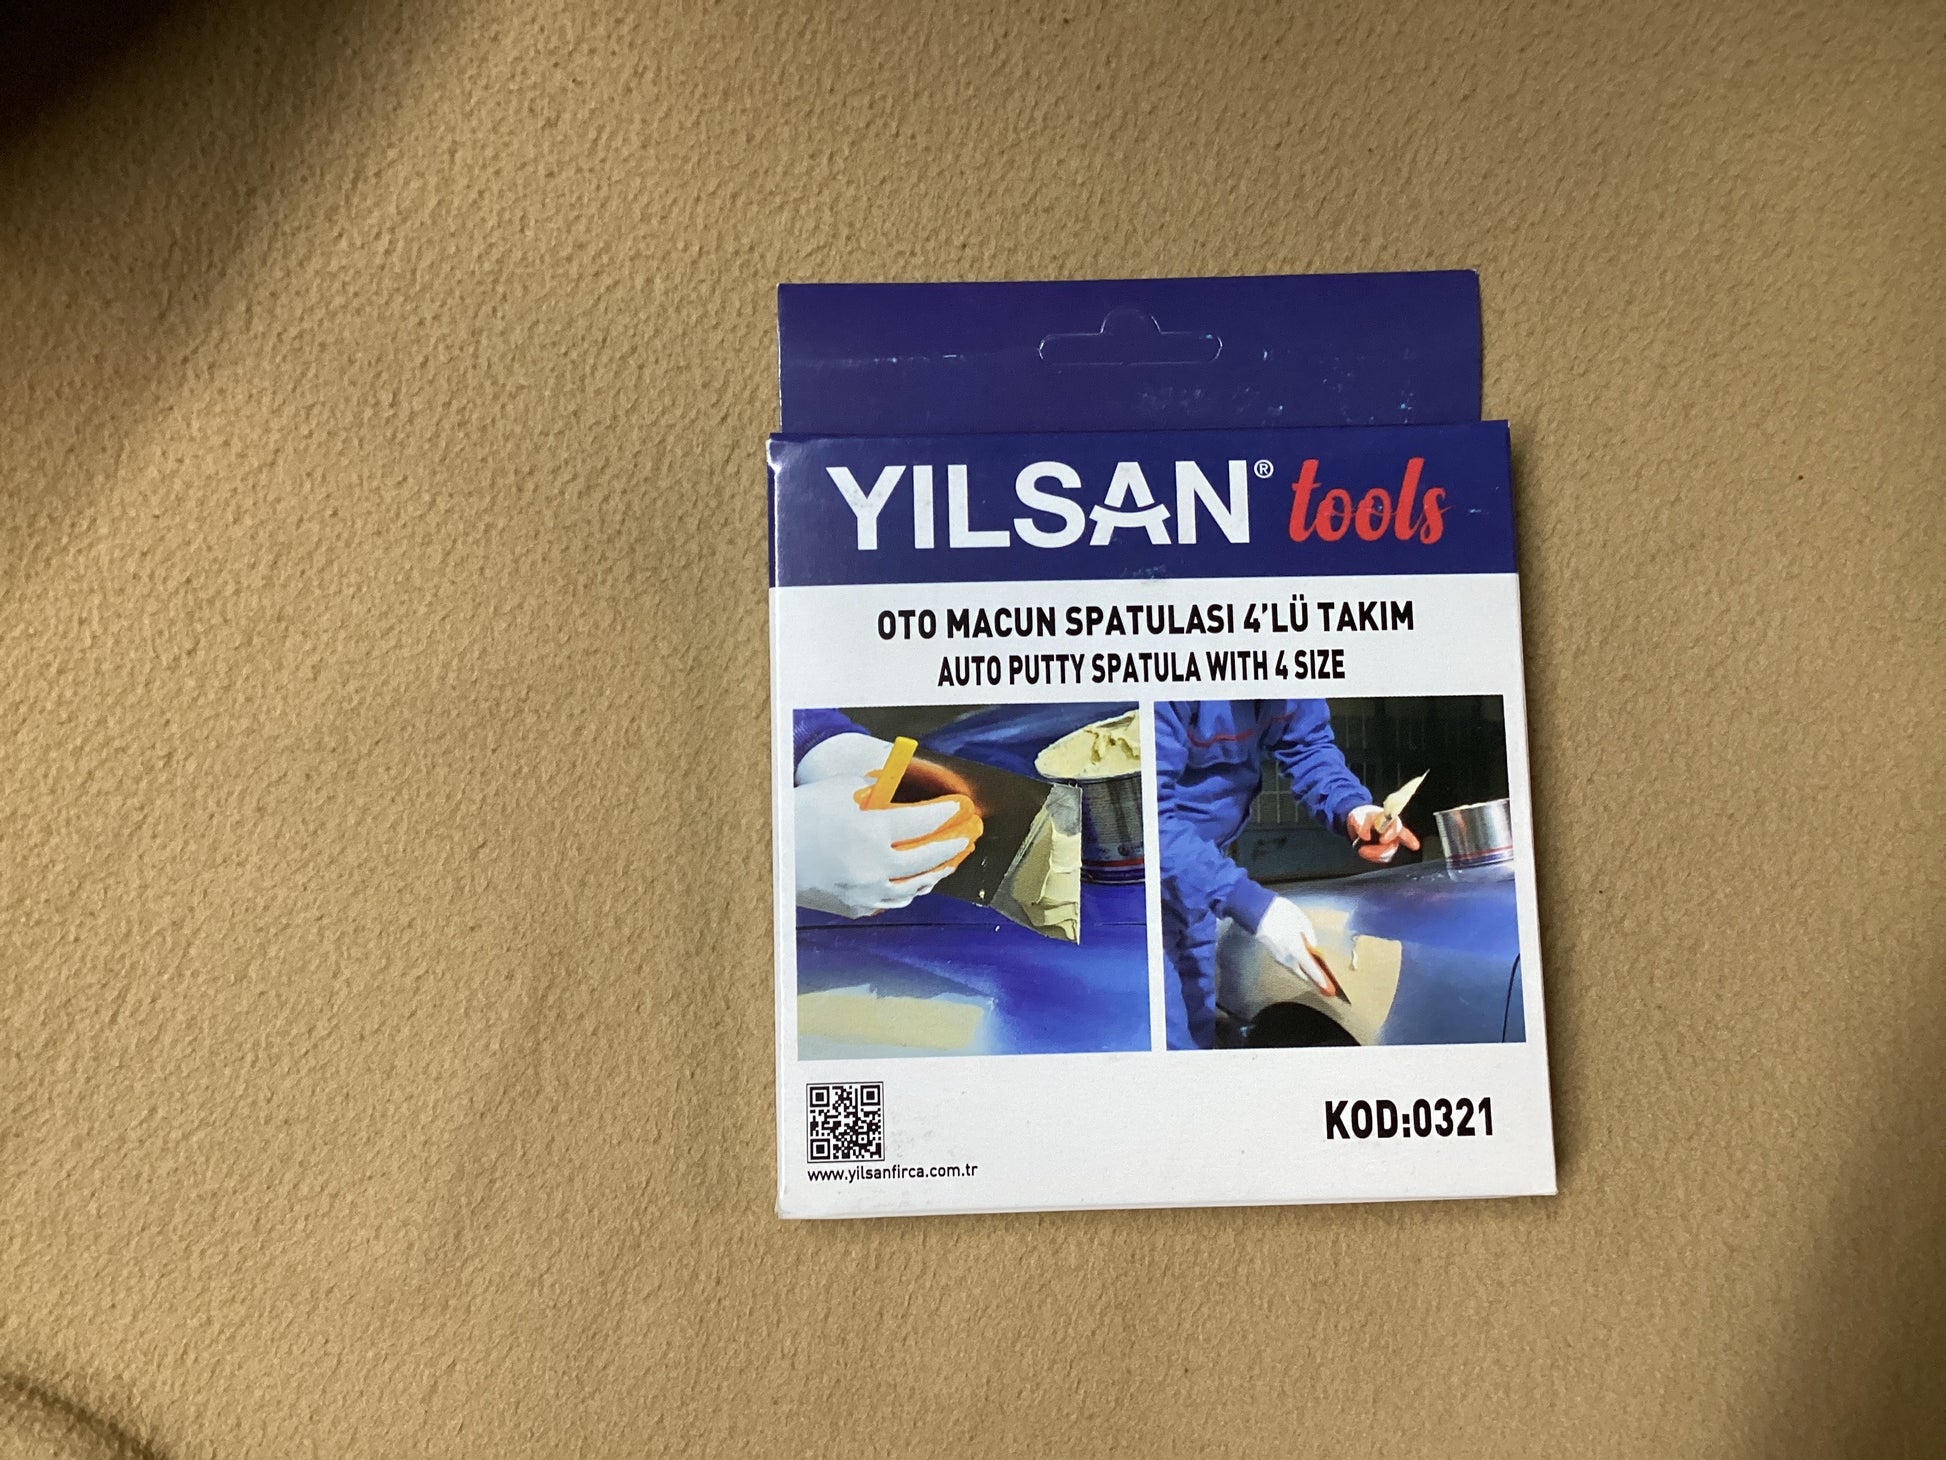 YILSAN® tools
OTO MACUN SPATULASI 4'LÜ TAKIM
AUTO PUTTY SPATULA WITH 4 SIZE
KOD:0321
www.yilsanfirca.com.tr